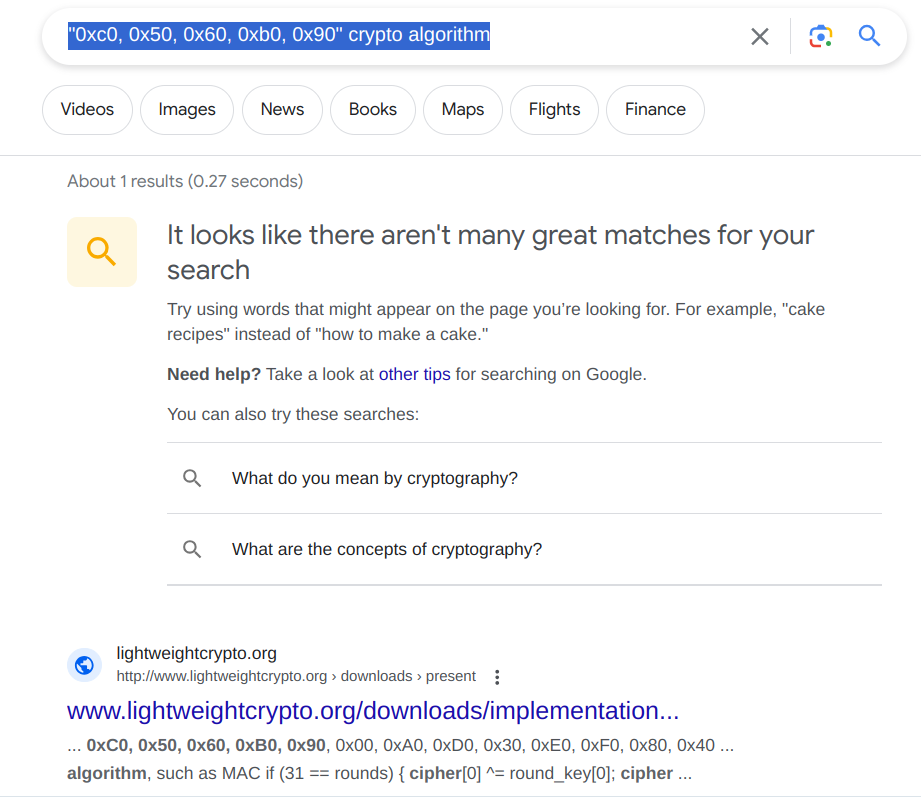 "0xc0, 0x50, 0x60, 0xb0, 0x90" crypto algorithm
Videos
Images
News
Books
Maps
Flights
Finance
About 1 results (0.27 seconds)
It looks like there aren't many great matches for your
search
Try using words that might appear on the page you’re looking for. For example, "cake
recipes" instead of "how to make a cake."
Need help? Take a look at other tips for searching on Google.
You can also try these searches:
What do you mean by cryptography?
What are the concepts of cryptography?
lightweightcrypto.org
http://www.lightweightcrypto.org › downloads › present
www.lightweightcrypto.org/downloads/implementation...
... 0xC0, 0x50, 0x60, 0xB0, 0x90, 0x00, 0xA0, 0xD0, 0x30, 0xE0, 0xF0, 0x80, 0x40 ...
algorithm, such as MAC if (31 == rounds) { cipher[0] ^= round_key[0]; cipher ...